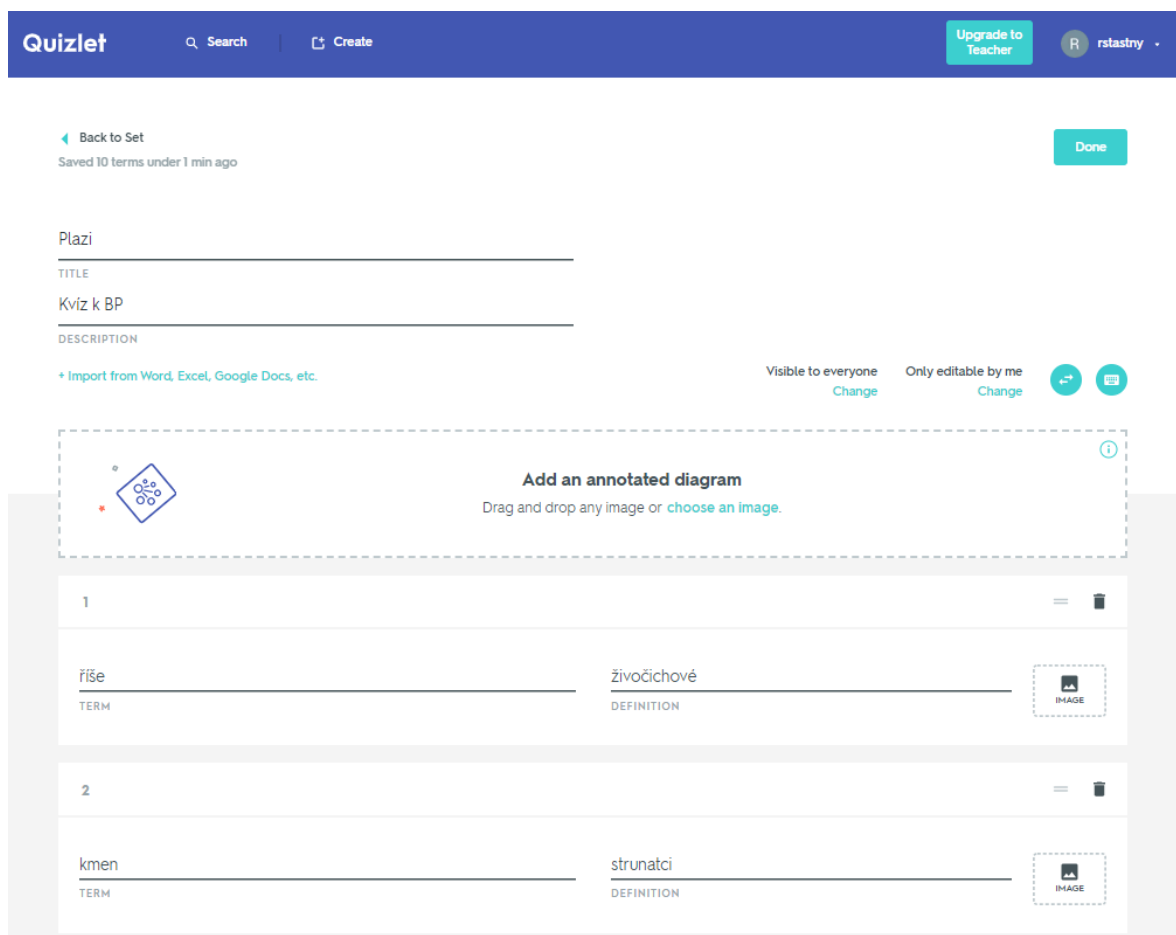 Quizlet Search Create Upgrade to Teacher R rstastny
Back to Set
Saved 10 terms under 1 min ago
Done
Plazi
TITLE
Kvíz k BP
DESCRIPTION
+ Import from Word, Excel, Google Docs, etc.
Visible to everyone
Change
Only editable by me
Change
Add an annotated diagram
Drag and drop any image or choose an image.
1
říše
TERM
živočichové
DEFINITION
IMAGE
2
kmen
TERM
strunatci
DEFINITION
IMAGE